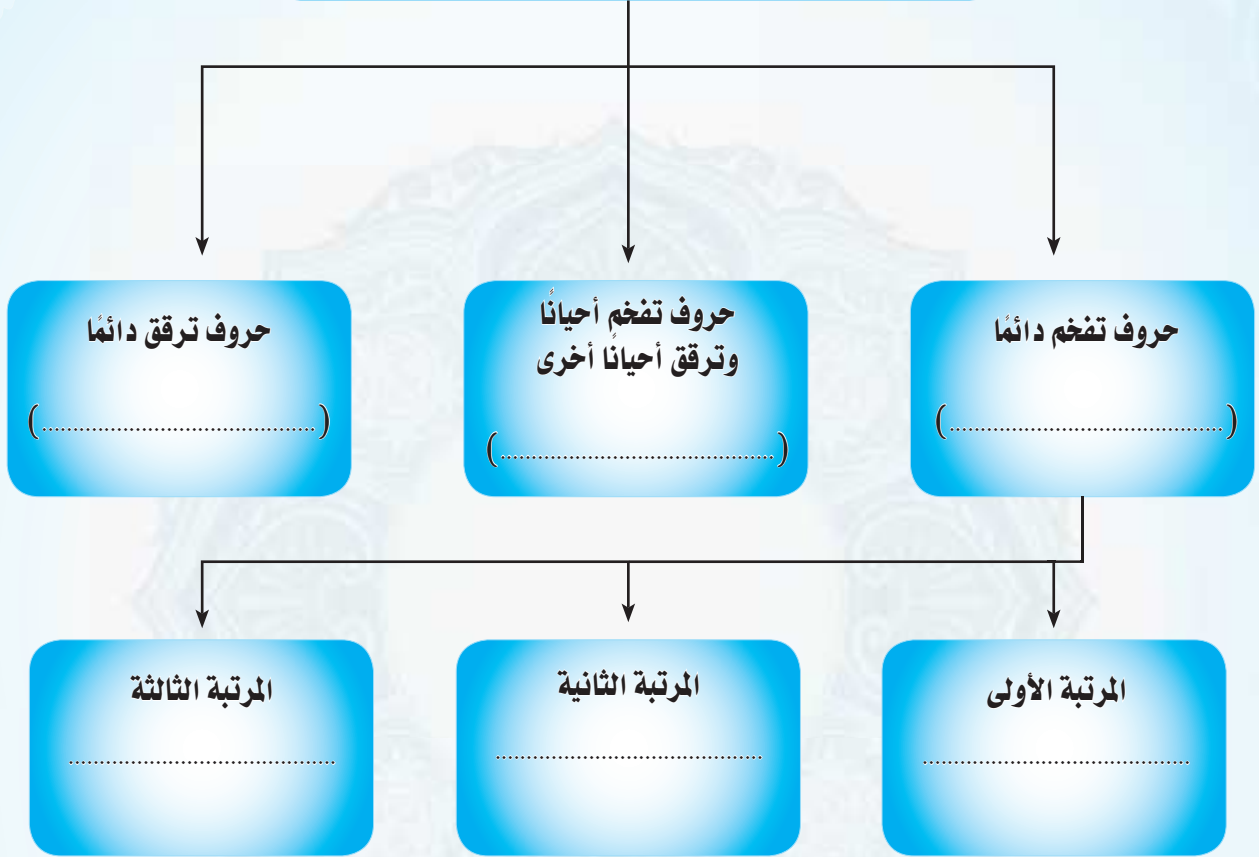 حروف تفخم دائمًا
(............................................)
حروف تفخم أحيانًا
وترقق أحيانًا أخرى
(............................................)
حروف ترقق دائمًا
(............................................)
المرتبة الأولى
............................................
المرتبة الثانية
............................................
المرتبة الثالثة
............................................